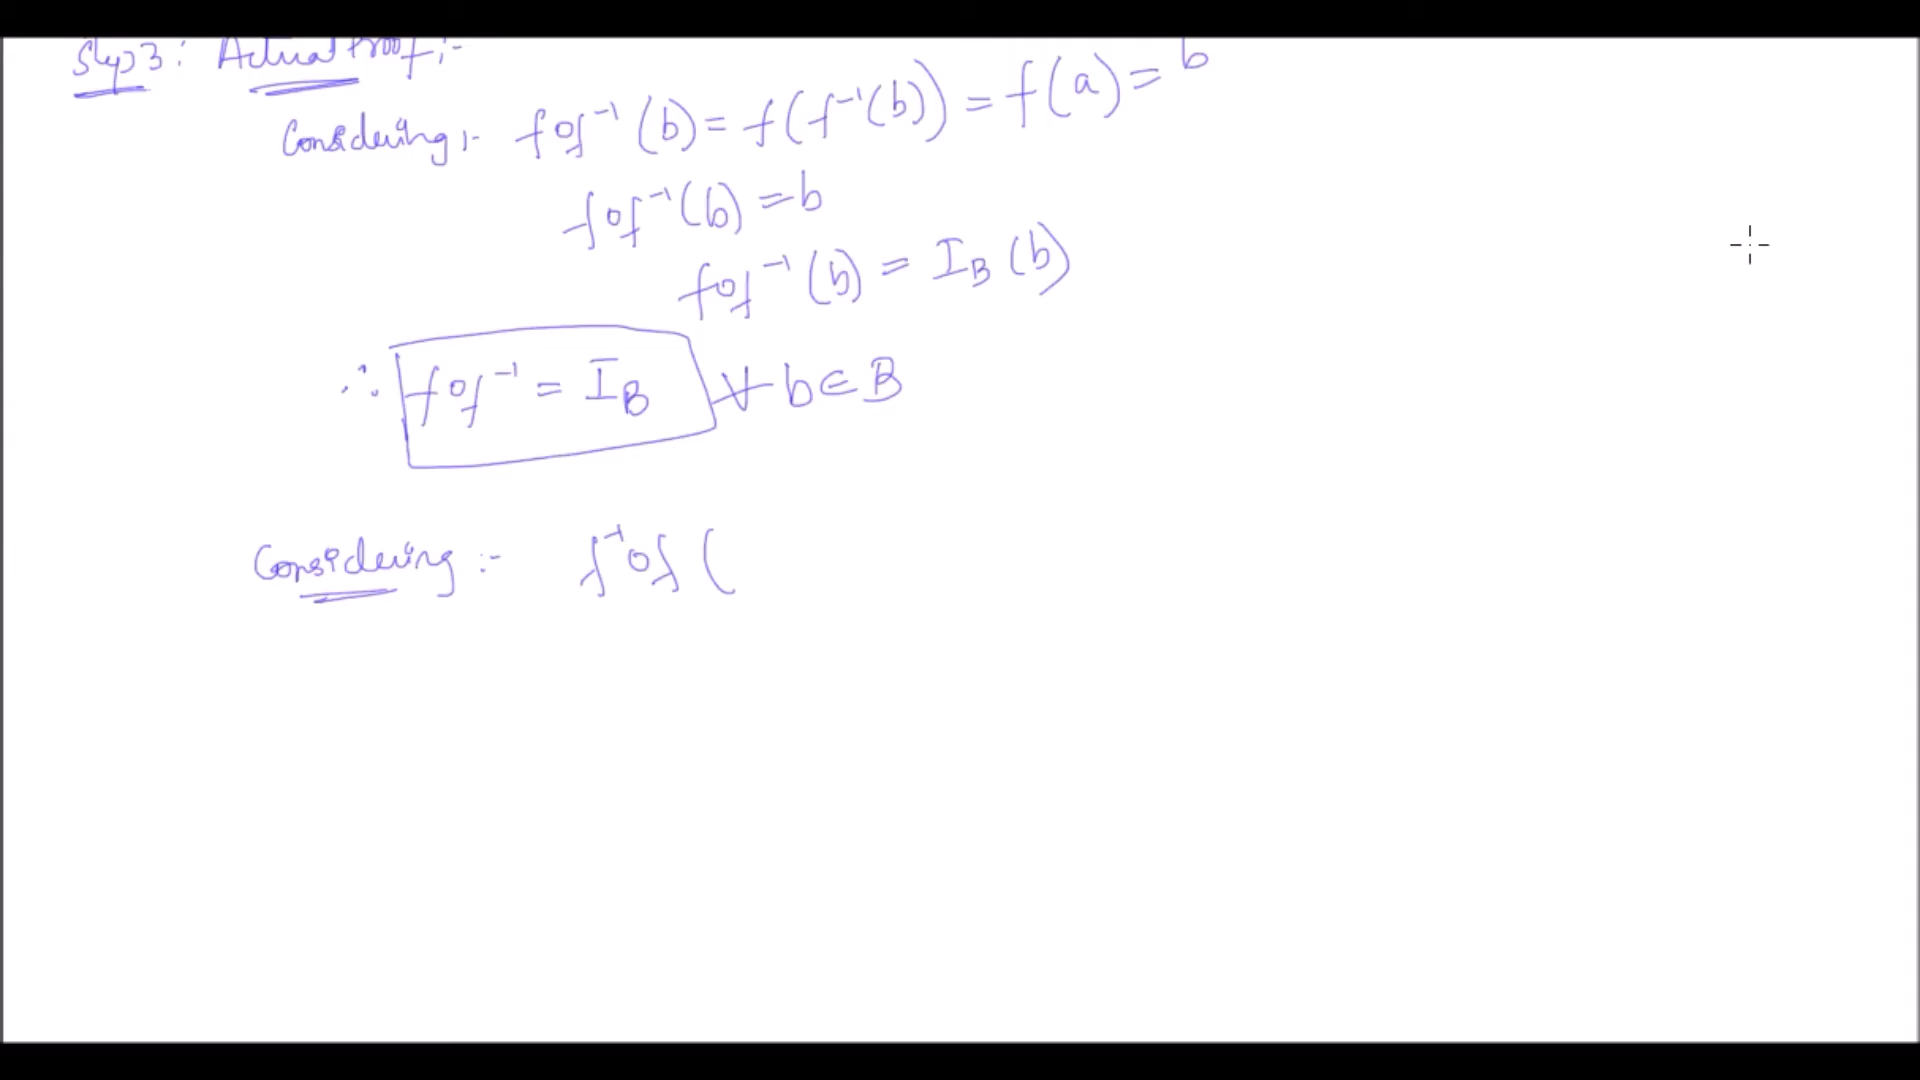 Step 3: Actual Proof:-
Considering:- fof⁻¹(b) = f(f⁻¹(b)) = f(a) = b
fof⁻¹(b) = b
fof⁻¹(b) = I_B(b)
∴ fof⁻¹ = I_B ∀ b ∈ B
Considering:- f⁻¹of (